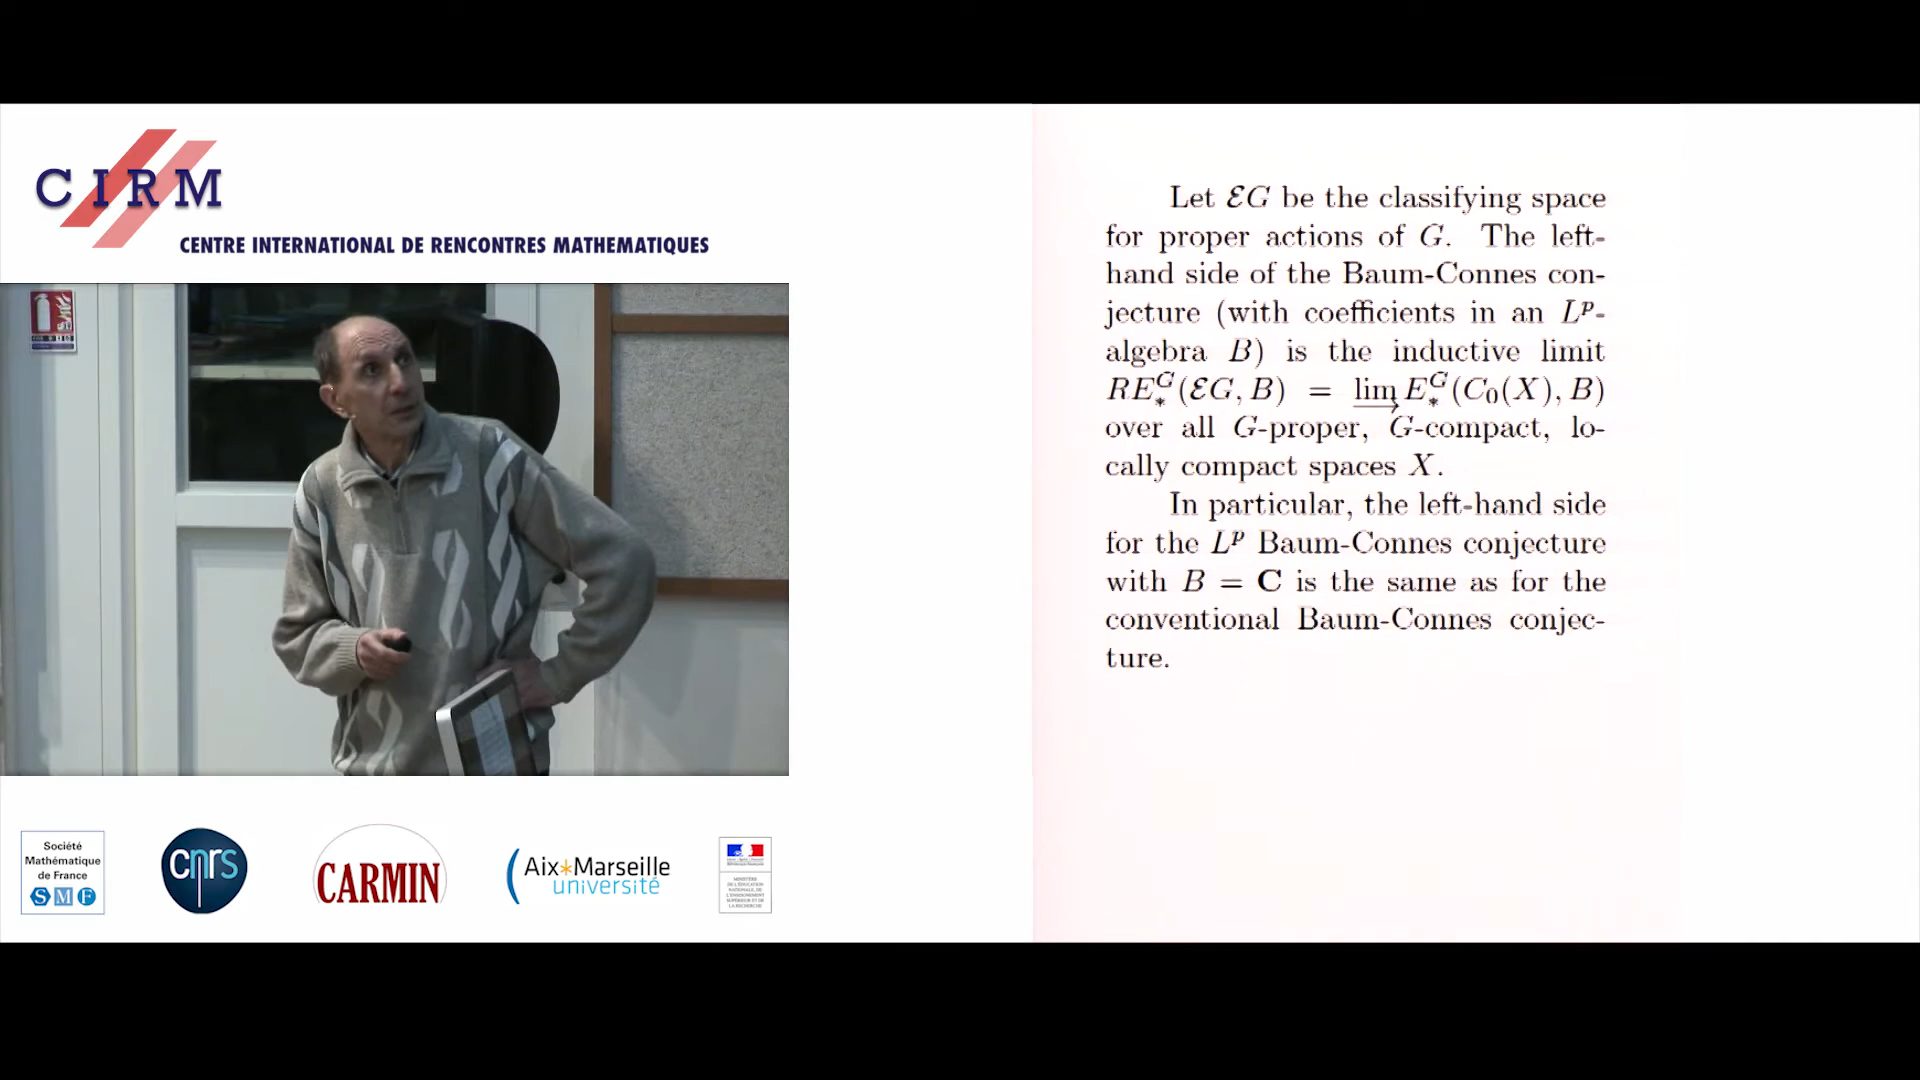 CIRM
CENTRE INTERNATIONAL DE RENCONTRES MATHEMATIQUES
Let ℰG be the classifying space
for proper actions of G. The left-
hand side of the Baum-Connes con-
jecture (with coefficients in an L^p-
algebra B) is the inductive limit
RE_*^G(ℰG, B) = lim→ E_*^G(C_0(X), B)
over all G-proper, G-compact, lo-
cally compact spaces X.
In particular, the left-hand side
for the L^p Baum-Connes conjecture
with B = C is the same as for the
conventional Baum-Connes conjec-
ture.
Société
Mathématique
de France
SMF
cnrs
CARMIN
Aix*Marseille
université